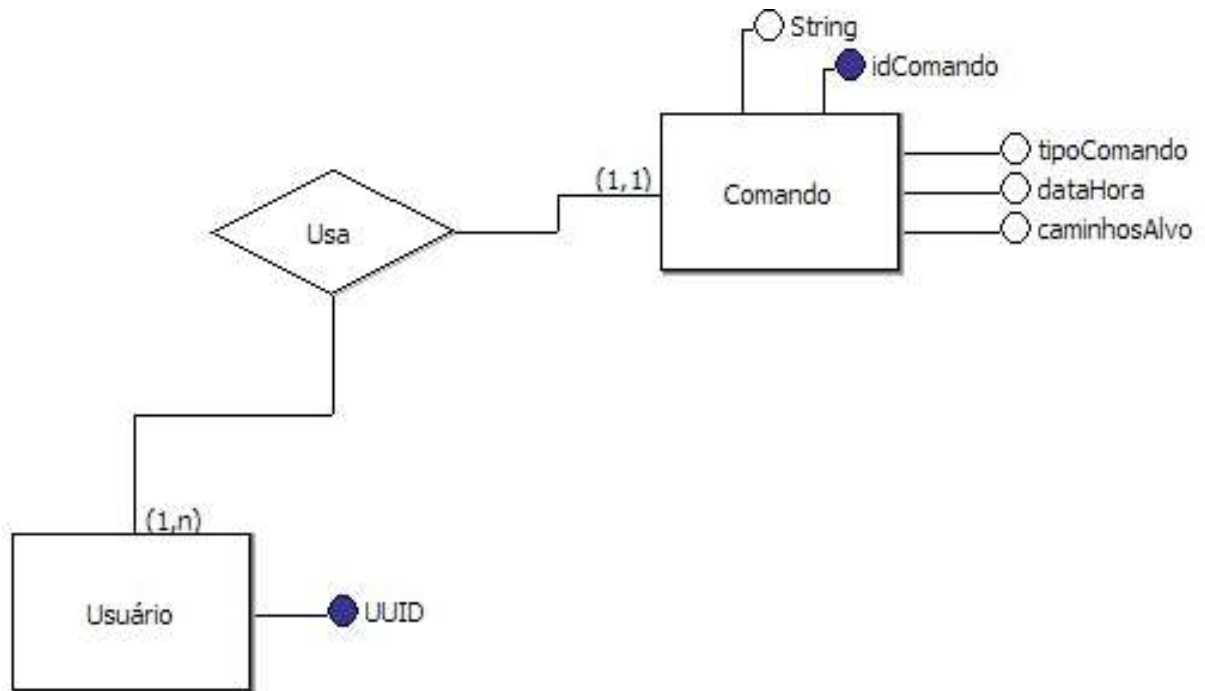 String
idComando
tipoComando
(1,1)
Comando
dataHora
Usa
caminhosAlvo
(1,n)
Usuário
UUID